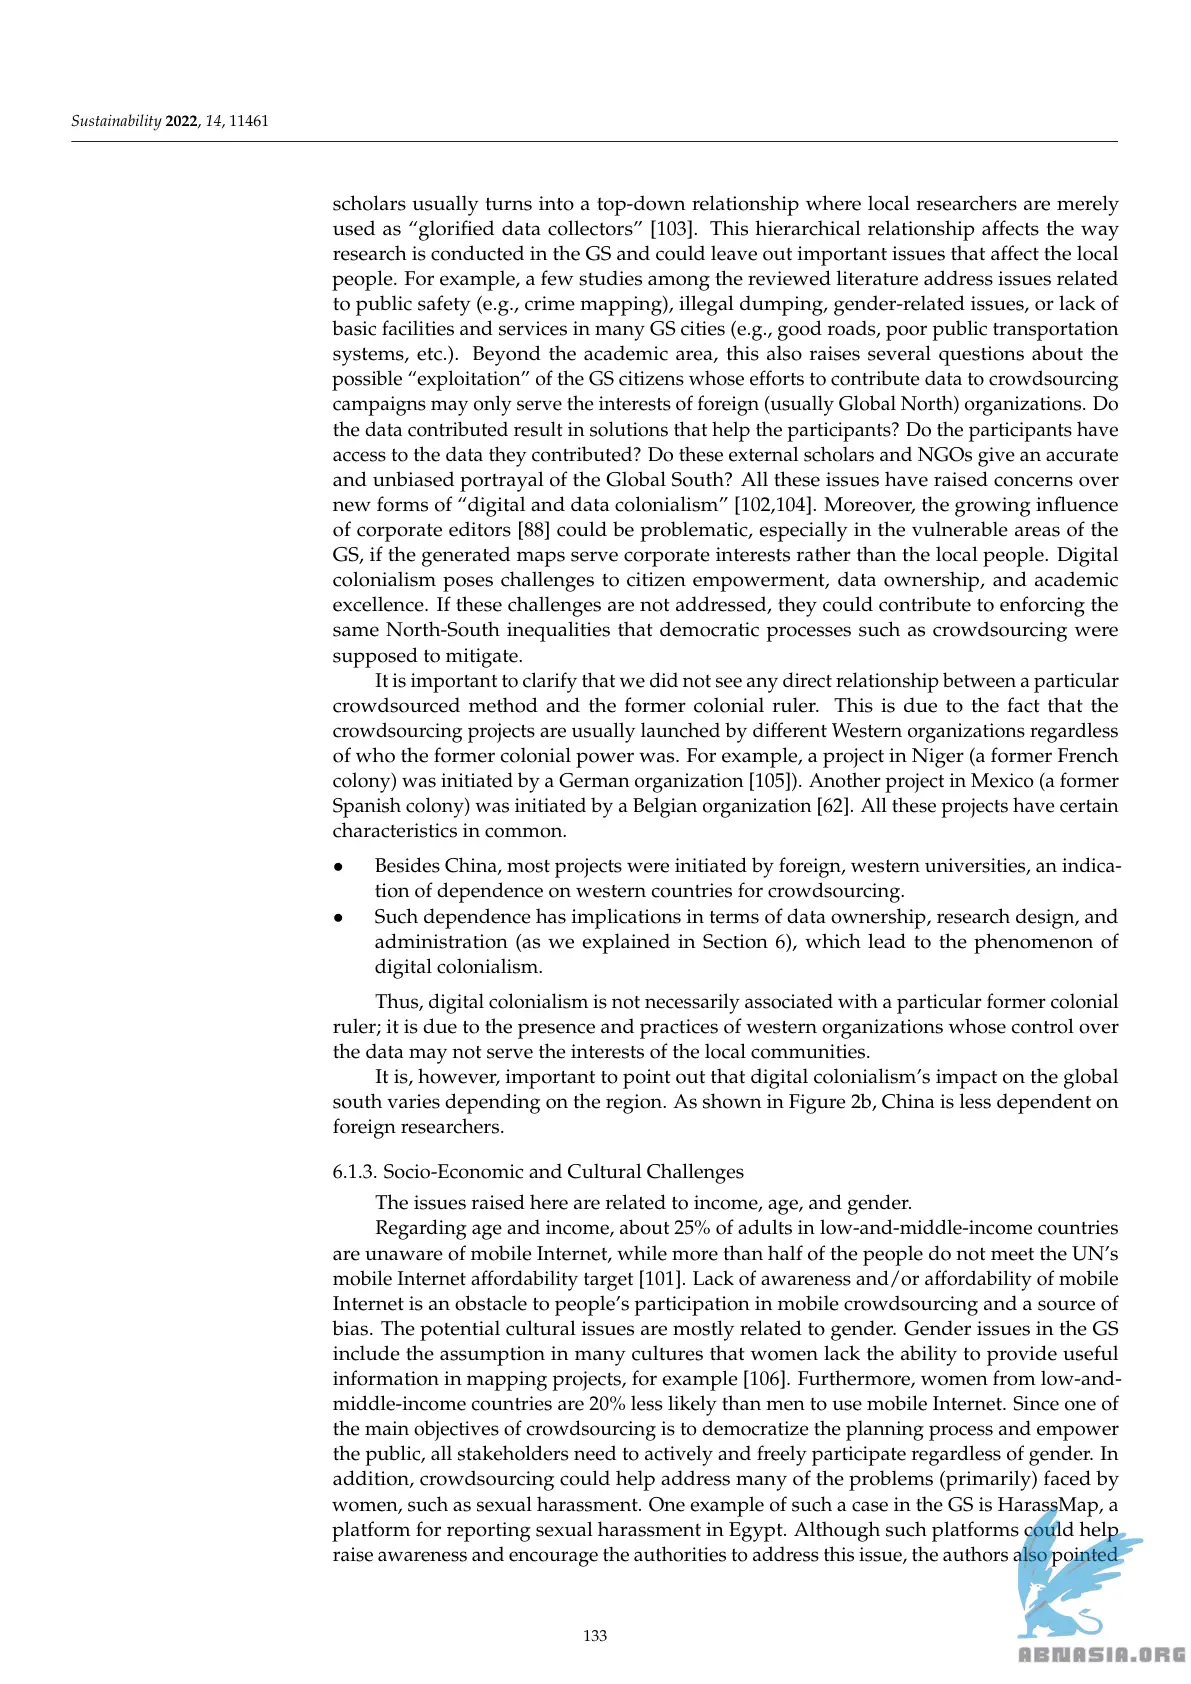 Sustainability 2022, 14, 11461
scholars usually turns into a top-down relationship where local researchers are merely
used as “glorified data collectors” [103]. This hierarchical relationship affects the way
research is conducted in the GS and could leave out important issues that affect the local
people. For example, a few studies among the reviewed literature address issues related
to public safety (e.g., crime mapping), illegal dumping, gender-related issues, or lack of
basic facilities and services in many GS cities (e.g., good roads, poor public transportation
systems, etc.). Beyond the academic area, this also raises several questions about the
possible “exploitation” of the GS citizens whose efforts to contribute data to crowdsourcing
campaigns may only serve the interests of foreign (usually Global North) organizations. Do
the data contributed result in solutions that help the participants? Do the participants have
access to the data they contributed? Do these external scholars and NGOs give an accurate
and unbiased portrayal of the Global South? All these issues have raised concerns over
new forms of “digital and data colonialism” [102,104]. Moreover, the growing influence
of corporate editors [88] could be problematic, especially in the vulnerable areas of the
GS, if the generated maps serve corporate interests rather than the local people. Digital
colonialism poses challenges to citizen empowerment, data ownership, and academic
excellence. If these challenges are not addressed, they could contribute to enforcing the
same North-South inequalities that democratic processes such as crowdsourcing were
supposed to mitigate.
It is important to clarify that we did not see any direct relationship between a particular
crowdsourced method and the former colonial ruler. This is due to the fact that the
crowdsourcing projects are usually launched by different Western organizations regardless
of who the former colonial power was. For example, a project in Niger (a former French
colony) was initiated by a German organization [105]). Another project in Mexico (a former
Spanish colony) was initiated by a Belgian organization [62]. All these projects have certain
characteristics in common.
• Besides China, most projects were initiated by foreign, western universities, an indica-
tion of dependence on western countries for crowdsourcing.
• Such dependence has implications in terms of data ownership, research design, and
administration (as we explained in Section 6), which lead to the phenomenon of
digital colonialism.
Thus, digital colonialism is not necessarily associated with a particular former colonial
ruler; it is due to the presence and practices of western organizations whose control over
the data may not serve the interests of the local communities.
It is, however, important to point out that digital colonialism’s impact on the global
south varies depending on the region. As shown in Figure 2b, China is less dependent on
foreign researchers.
6.1.3. Socio-Economic and Cultural Challenges
The issues raised here are related to income, age, and gender.
Regarding age and income, about 25% of adults in low-and-middle-income countries
are unaware of mobile Internet, while more than half of the people do not meet the UN’s
mobile Internet affordability target [101]. Lack of awareness and/or affordability of mobile
Internet is an obstacle to people’s participation in mobile crowdsourcing and a source of
bias. The potential cultural issues are mostly related to gender. Gender issues in the GS
include the assumption in many cultures that women lack the ability to provide useful
information in mapping projects, for example [106]. Furthermore, women from low-and-
middle-income countries are 20% less likely than men to use mobile Internet. Since one of
the main objectives of crowdsourcing is to democratize the planning process and empower
the public, all stakeholders need to actively and freely participate regardless of gender. In
addition, crowdsourcing could help address many of the problems (primarily) faced by
women, such as sexual harassment. One example of such a case in the GS is HarassMap, a
platform for reporting sexual harassment in Egypt. Although such platforms could help
raise awareness and encourage the authorities to address this issue, the authors also pointed
133
ABNASIA.ORG